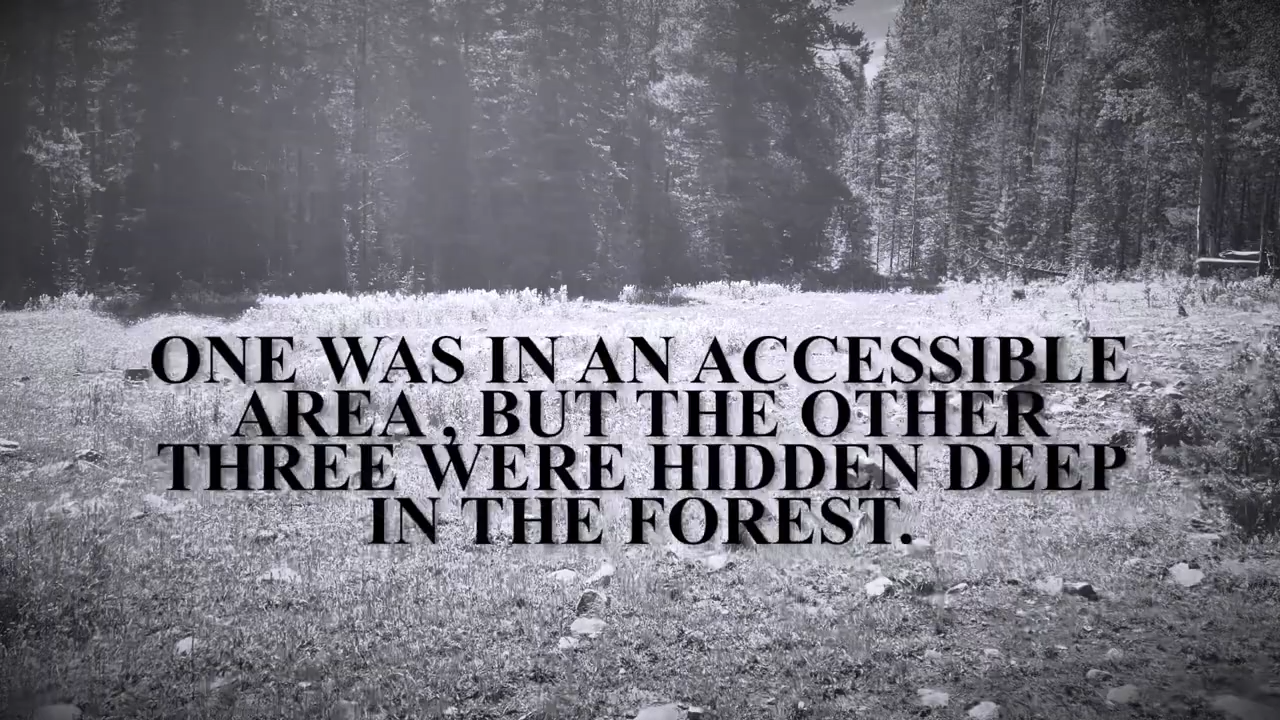 ONE WAS IN AN ACCESSIBLE
AREA, BUT THE OTHER
THREE WERE HIDDEN DEEP
IN THE FOREST.